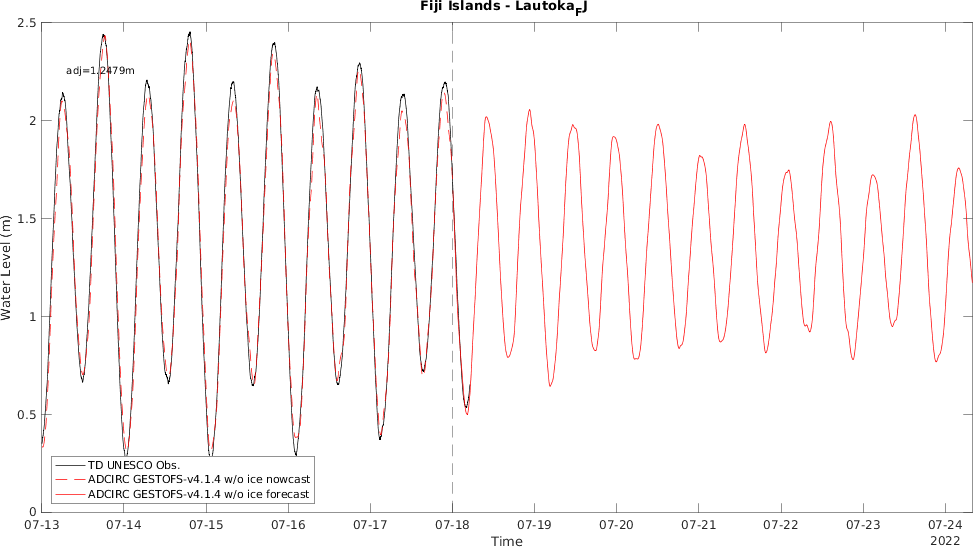 Fiji Islands - Lautoka_FJ
2.5
adj=1.2479m
2
1.5
Water Level (m)
1
0.5
TD UNESCO Obs.
ADCIRC GESTOFS-v4.1.4 w/o ice nowcast
ADCIRC GESTOFS-v4.1.4 w/o ice forecast
0
07-13 07-14 07-15 07-16 07-17 07-18 07-19 07-20 07-21 07-22 07-23 07-24
Time 2022